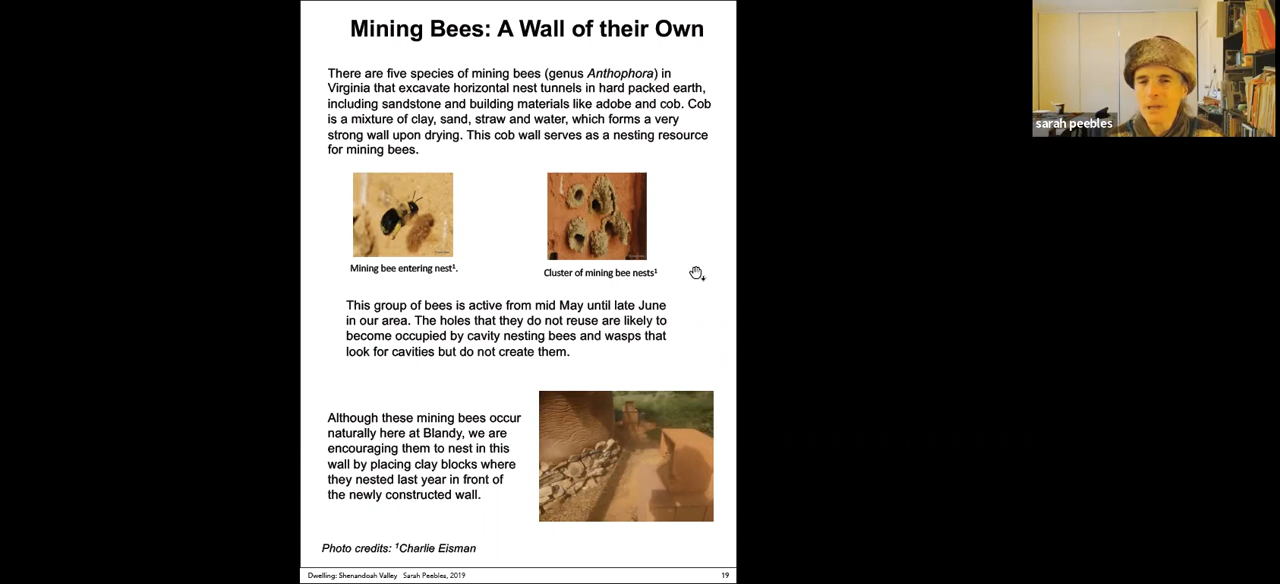 Mining Bees: A Wall of their Own
There are five species of mining bees (genus Anthophora) in
Virginia that excavate horizontal nest tunnels in hard packed earth,
including sandstone and building materials like adobe and cob. Cob
is a mixture of clay, sand, straw and water, which forms a very
strong wall upon drying. This cob wall serves as a nesting resource
for mining bees.
sarah peebles
Mining bee entering nest¹.
Cluster of mining bee nests¹
This group of bees is active from mid May until late June
in our area. The holes that they do not reuse are likely to
become occupied by cavity nesting bees and wasps that
look for cavities but do not create them.
Although these mining bees occur
naturally here at Blandy, we are
encouraging them to nest in this
wall by placing clay blocks where
they nested last year in front of
the newly constructed wall.
Photo credits: ¹Charlie Eisman
Dwelling: Shenandoah Valley Sarah Peebles, 2019
19